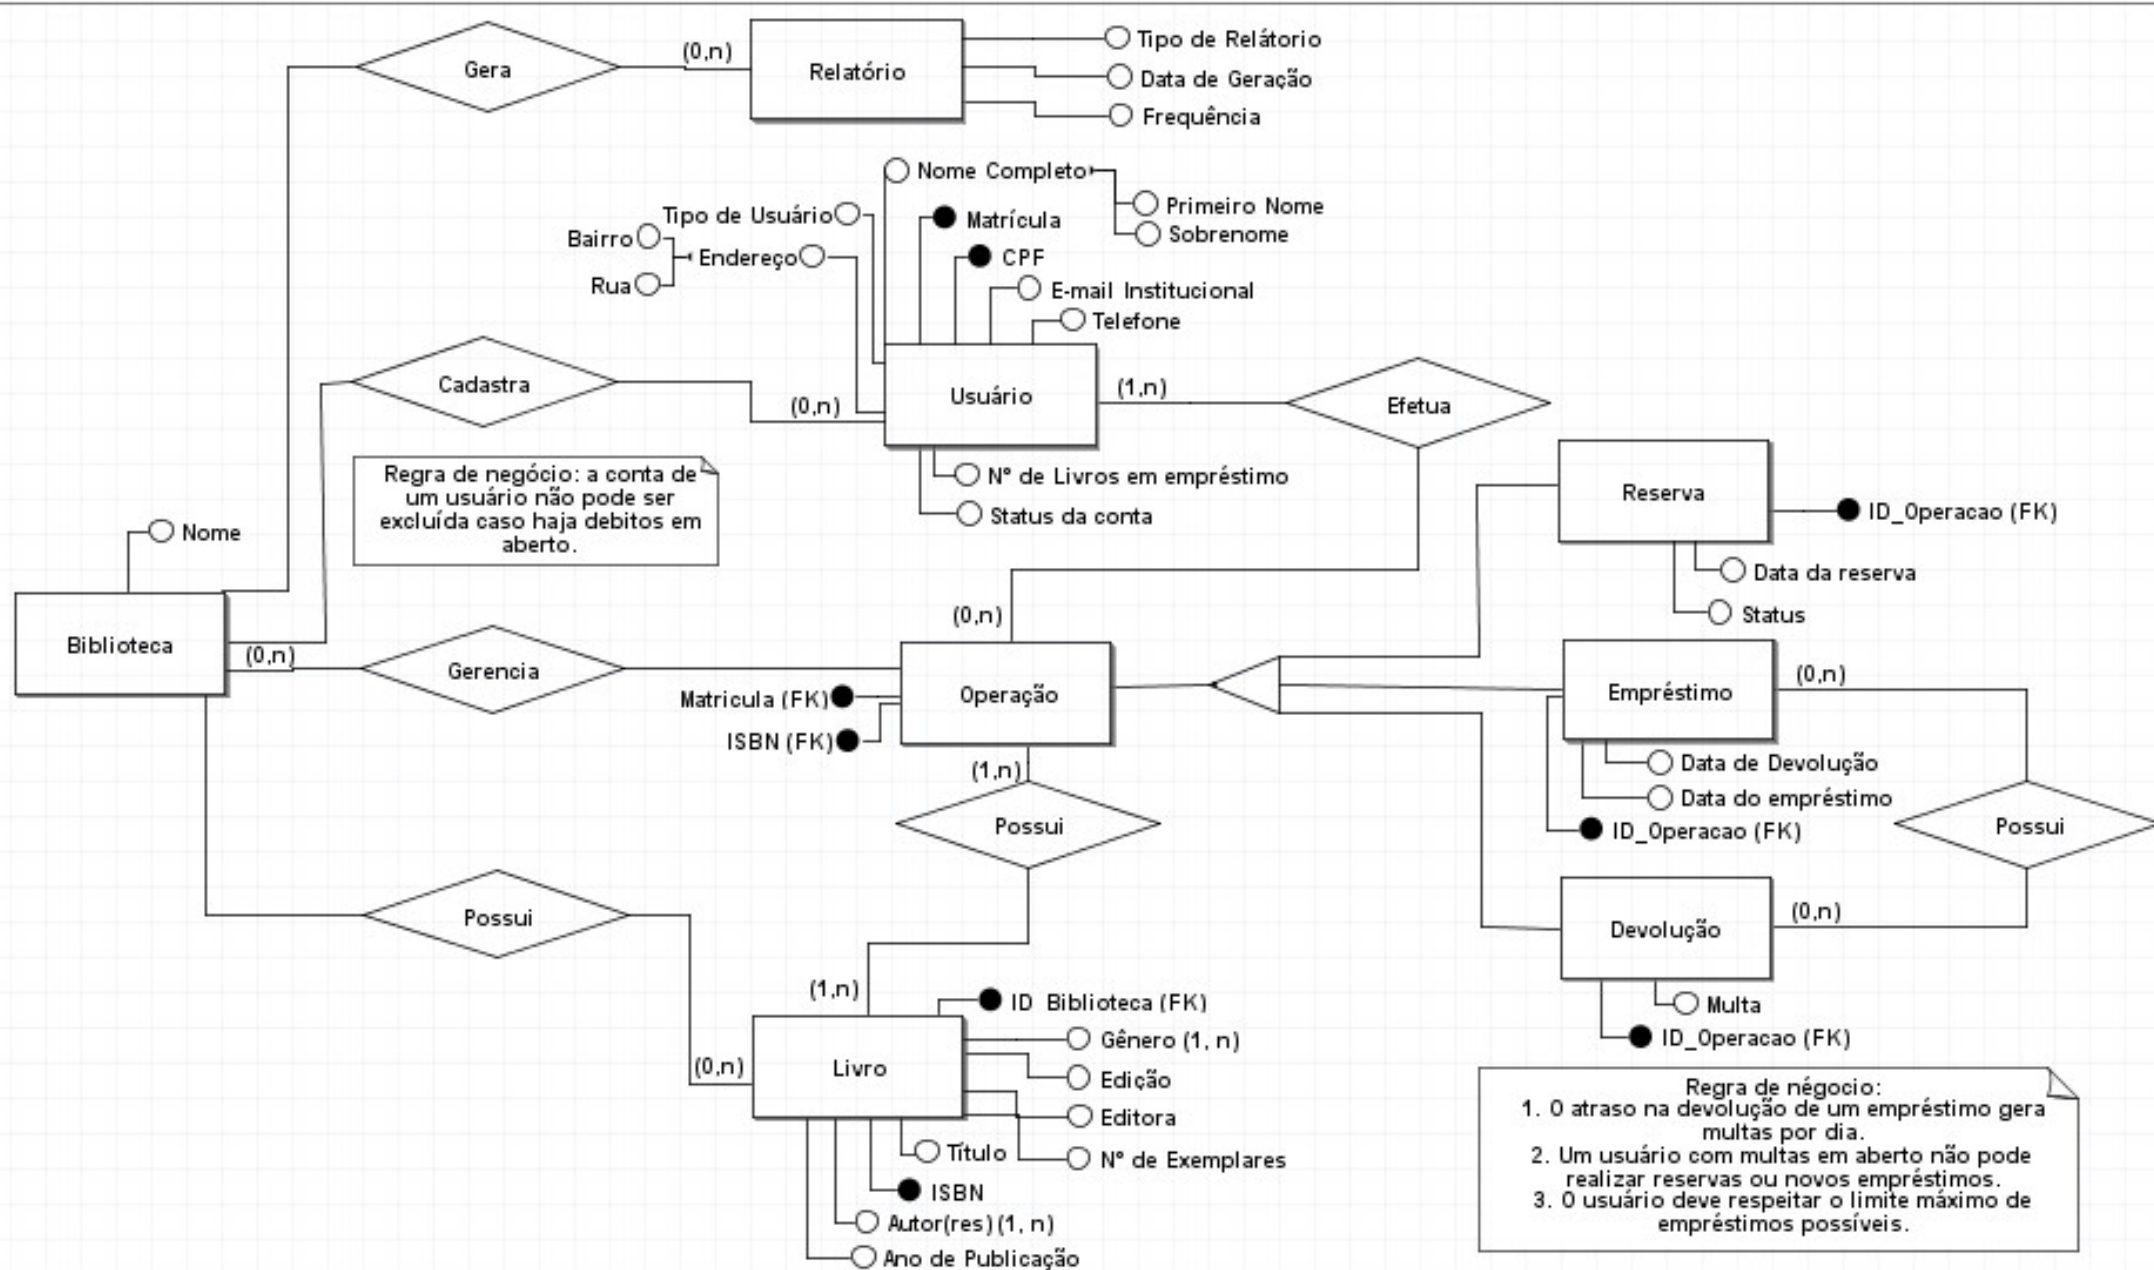 Gera
(0,n)
Relatório
Tipo de Relátorio
Data de Geração
Frequência
Nome Completo
Primeiro Nome
Sobrenome
Tipo de Usuário
Matrícula
Bairro
Endereço
CPF
Rua
E-mail Institucional
Telefone
Cadastra
(0,n)
Usuário
(1,n)
Efetua
Regra de negócio: a conta de
um usuário não pode ser
excluída caso haja debitos em
aberto.
Nº de Livros em empréstimo
Status da conta
Reserva
ID_Operacao (FK)
Data da reserva
Status
Nome
Biblioteca
(0,n)
Gerencia
(0,n)
Operação
Matricula (FK)
ISBN (FK)
(1,n)
Possui
Empréstimo
(0,n)
Data de Devolução
Data do empréstimo
ID_Operacao (FK)
Possui
Devolução
(0,n)
Multa
ID_Operacao (FK)
Possui
(0,n)
(1,n)
Livro
ID Biblioteca (FK)
Gênero (1, n)
Edição
Editora
Nº de Exemplares
Título
ISBN
Autor(res) (1, n)
Ano de Publicação
Regra de négocio:
1. O atraso na devolução de um empréstimo gera
multas por dia.
2. Um usuário com multas em aberto não pode
realizar reservas ou novos empréstimos.
3. O usuário deve respeitar o limite máximo de
empréstimos possíveis.